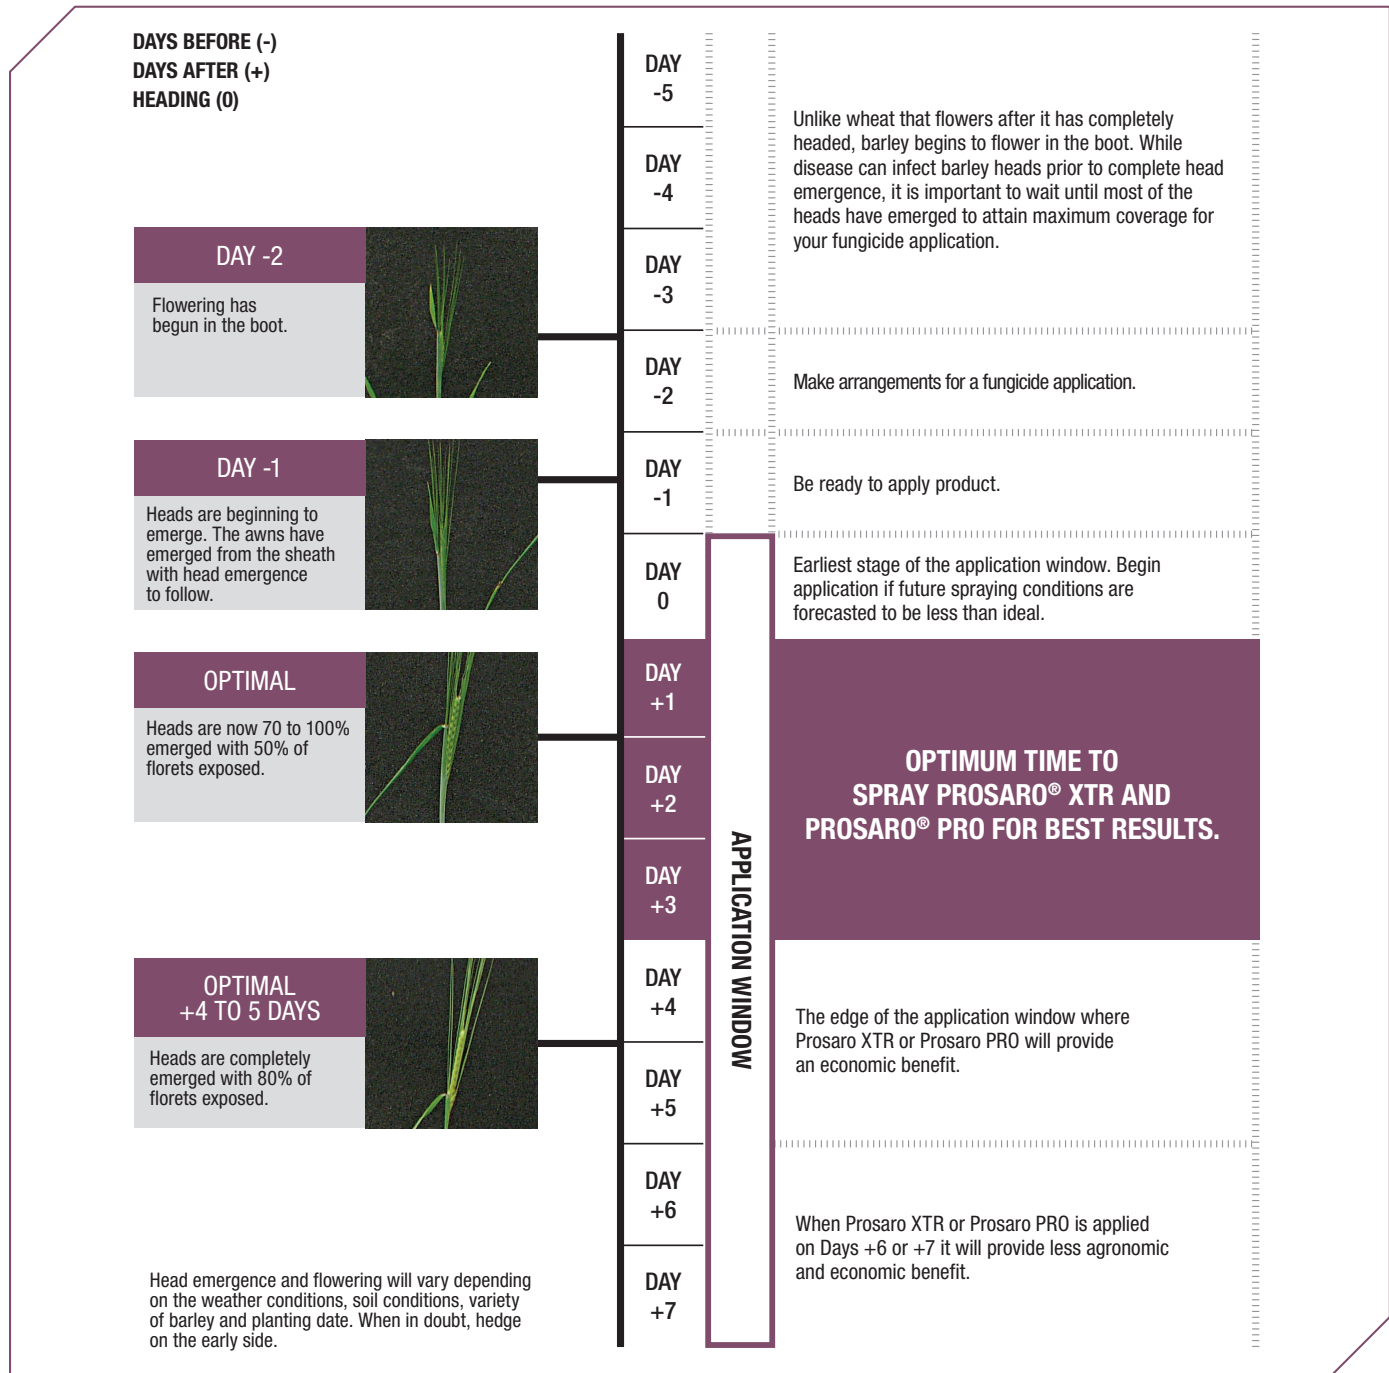 DAYS BEFORE (-)
DAYS AFTER (+)
HEADING (0)
DAY
-5
DAY
-4
DAY
-3
Unlike wheat that flowers after it has completely
headed, barley begins to flower in the boot. While
disease can infect barley heads prior to complete head
emergence, it is important to wait until most of the
heads have emerged to attain maximum coverage for
your fungicide application.
DAY -2
Flowering has
begun in the boot.
DAY
-2
Make arrangements for a fungicide application.
DAY -1
Heads are beginning to
emerge. The awns have
emerged from the sheath
with head emergence
to follow.
DAY
-1
Be ready to apply product.
DAY
0
Earliest stage of the application window. Begin
application if future spraying conditions are
forecasted to be less than ideal.
OPTIMAL
Heads are now 70 to 100%
emerged with 50% of
florets exposed.
DAY
+1
DAY
+2
DAY
+3
APPLICATION WINDOW
OPTIMUM TIME TO
SPRAY PROSARO® XTR AND
PROSARO® PRO FOR BEST RESULTS.
OPTIMAL
+4 TO 5 DAYS
Heads are completely
emerged with 80% of
florets exposed.
DAY
+4
DAY
+5
The edge of the application window where
Prosaro XTR or Prosaro PRO will provide
an economic benefit.
DAY
+6
DAY
+7
When Prosaro XTR or Prosaro PRO is applied
on Days +6 or +7 it will provide less agronomic
and economic benefit.
Head emergence and flowering will vary depending
on the weather conditions, soil conditions, variety
of barley and planting date. When in doubt, hedge
on the early side.